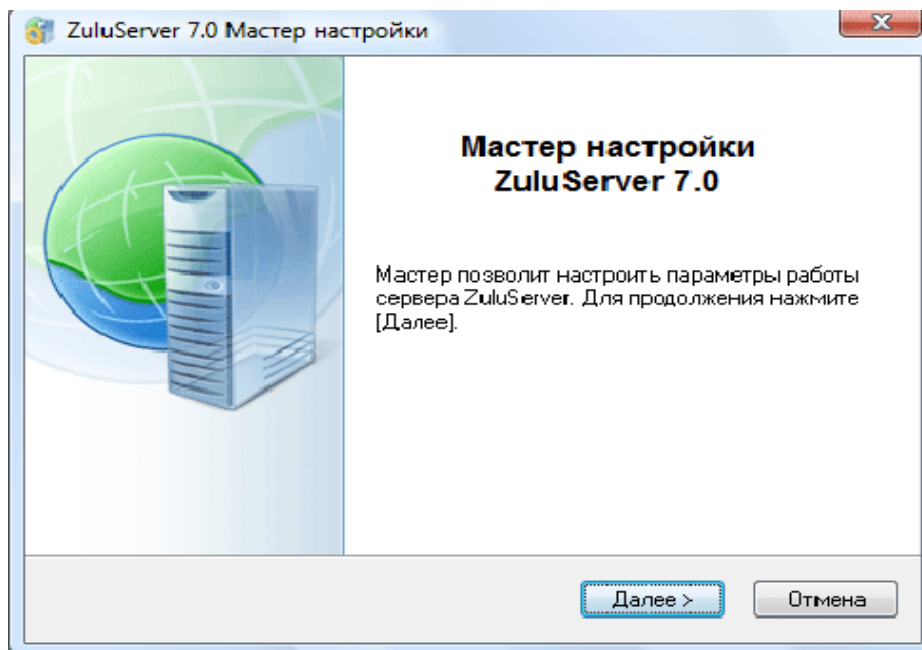 ZuluServer 7.0 Мастер настройки
Мастер настройки
ZuluServer 7.0
Мастер позволит настроить параметры работы
сервера ZuluServer. Для продолжения нажмите
[Далее].
Далее >
Отмена